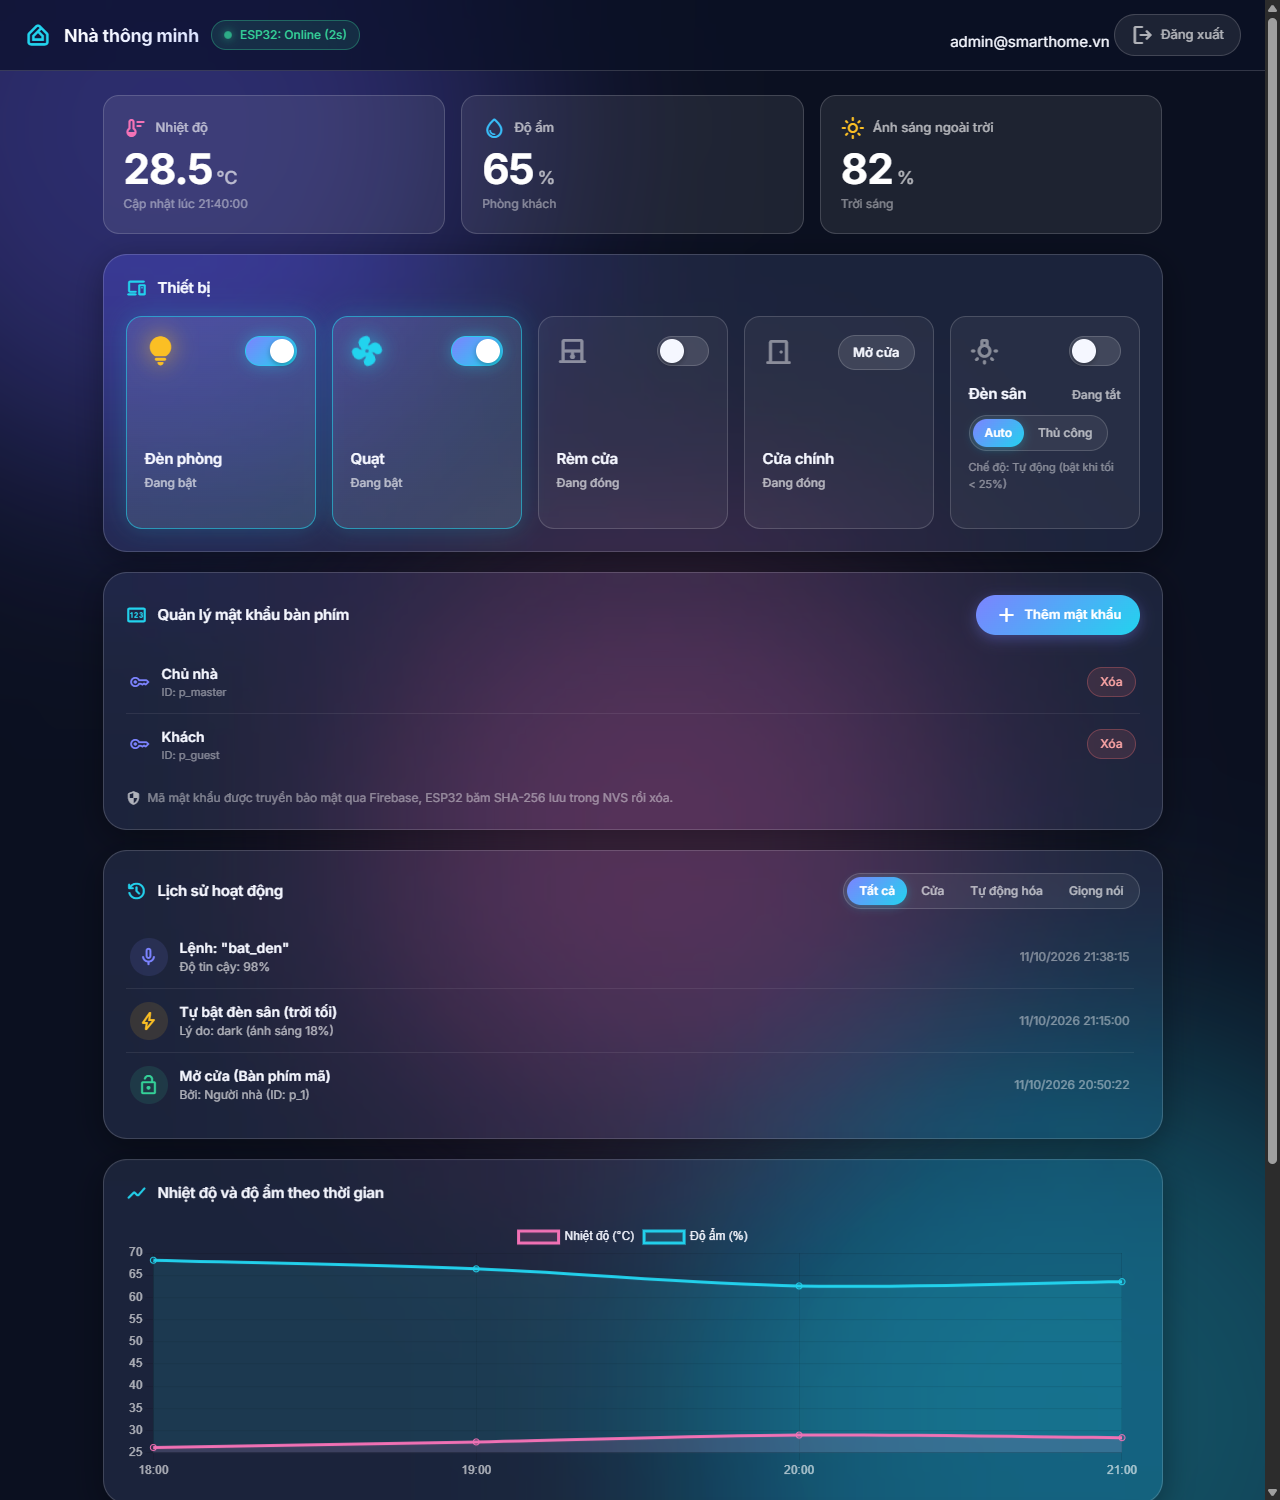 Nhà thông minh
ESP32: Online (2s)
admin@smarthome.vn
Đăng xuất
Nhiệt độ
28.5 °C
Cập nhật lúc 21:40:00
Độ ẩm
65 %
Phòng khách
Ánh sáng ngoài trời
82 %
Trời sáng
Thiết bị
Đèn phòng
Đang bật
Quạt
Đang bật
Rèm cửa
Đang đóng
Mở cửa
Cửa chính
Đang đóng
Đèn sân
Đang tắt
Auto
Thủ công
Chế độ: Tự động (bật khi tối
< 25%)
123
Quản lý mật khẩu bàn phím
Thêm mật khẩu
Chủ nhà
ID: p_master
Xóa
Khách
ID: p_guest
Xóa
Mã mật khẩu được truyền bảo mật qua Firebase, ESP32 băm SHA-256 lưu trong NVS rồi xóa.
Lịch sử hoạt động
Tất cả
Cửa
Tự động hóa
Giọng nói
Lệnh: "bat_den"
Độ tin cậy: 98%
11/10/2026 21:38:15
Tự bật đèn sân (trời tối)
Lý do: dark (ánh sáng 18%)
11/10/2026 21:15:00
Mở cửa (Bàn phím mã)
Bởi: Người nhà (ID: p_1)
11/10/2026 20:50:22
Nhiệt độ và độ ẩm theo thời gian
Nhiệt độ (°C)
Độ ẩm (%)
70
65
60
55
50
45
40
35
30
25
18:00
19:00
20:00
21:00